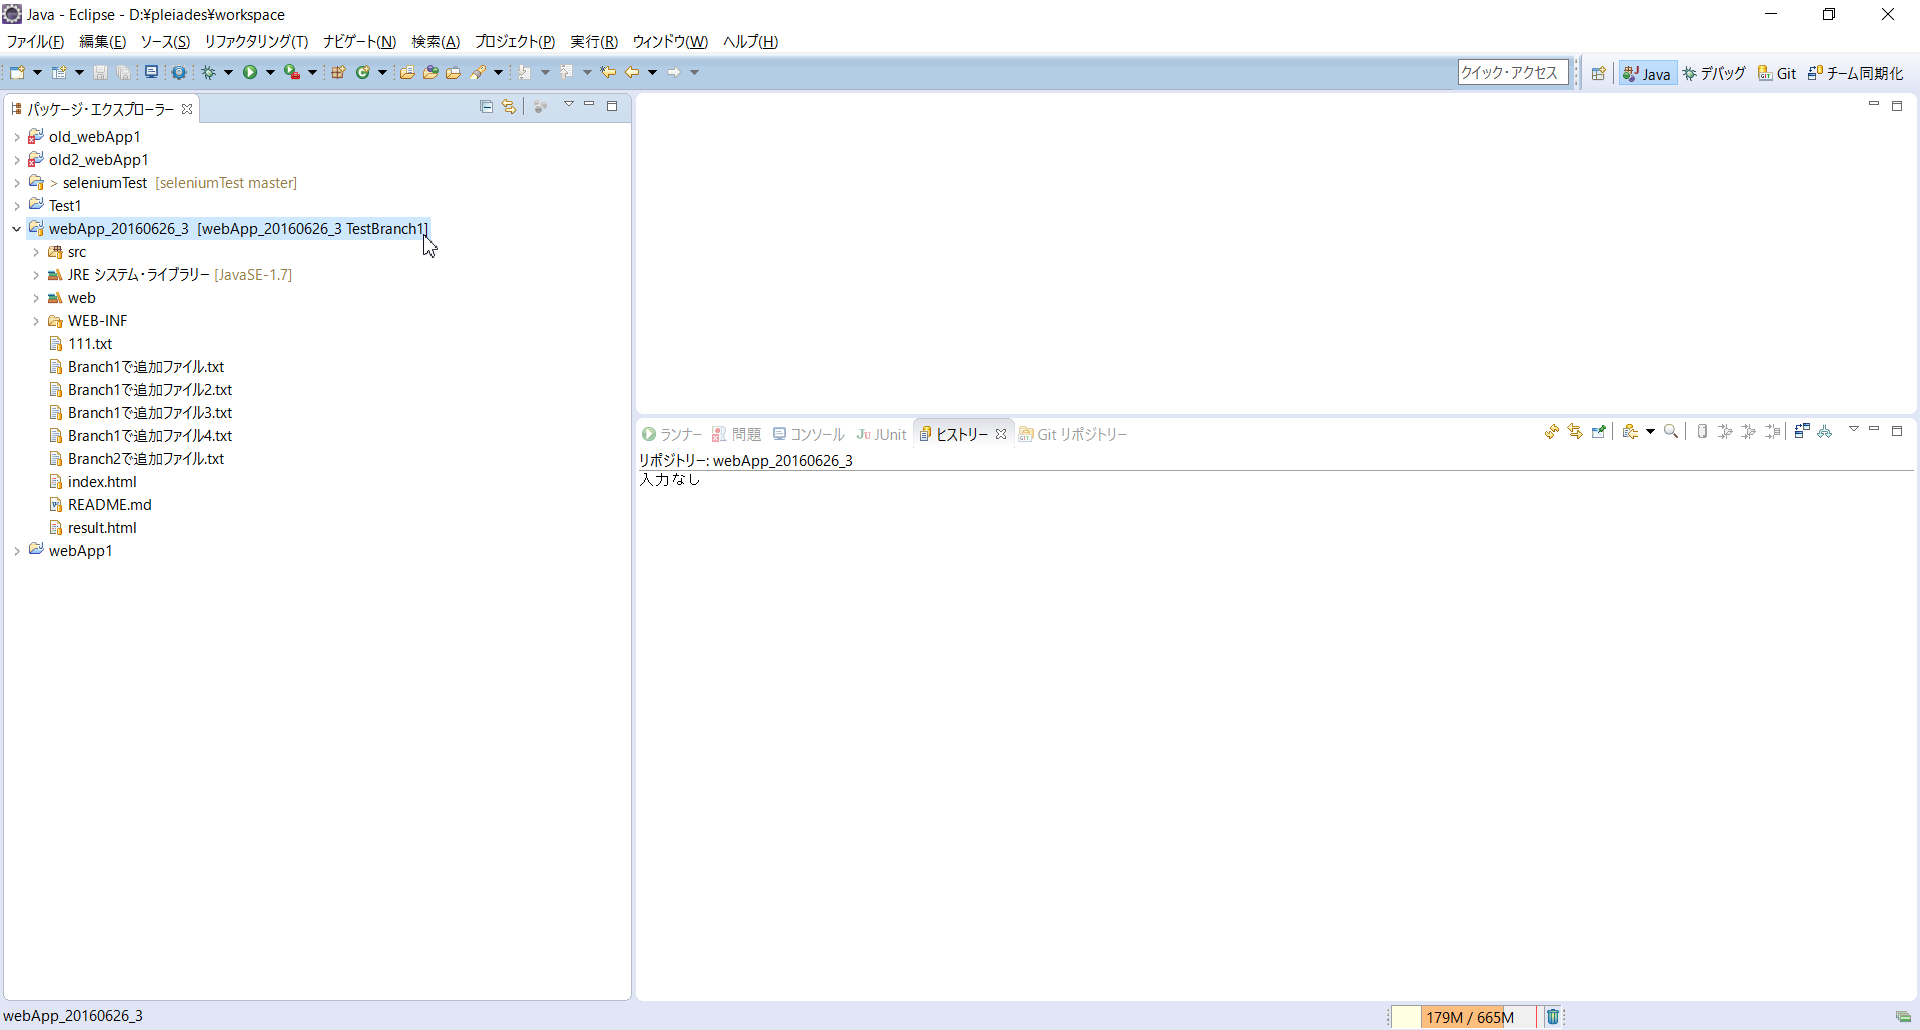 Java - Eclipse - D:¥pleiades¥workspace
ファイル(F) 編集(E) ソース(S) リファクタリング(T) ナビゲート(N) 検索(A) プロジェクト(P) 実行(R) ウィンドウ(W) ヘルプ(H)
クイック・アクセス Java デバッグ Git チーム同期化
パッケージ・エクスプローラー
old_webApp1
old2_webApp1
> seleniumTest [seleniumTest master]
Test1
webApp_20160626_3 [webApp_20160626_3 TestBranch1]
src
JRE システム・ライブラリー [JavaSE-1.7]
web
WEB-INF
111.txt
Branch1で追加ファイル.txt
Branch1で追加ファイル2.txt
Branch1で追加ファイル3.txt
Branch1で追加ファイル4.txt
Branch2で追加ファイル.txt
index.html
README.md
result.html
webApp1
ランナー 問題 コンソール JUnit ヒストリー Git リポジトリー
リポジトリー: webApp_20160626_3
入力なし
webApp_20160626_3
179M / 665M